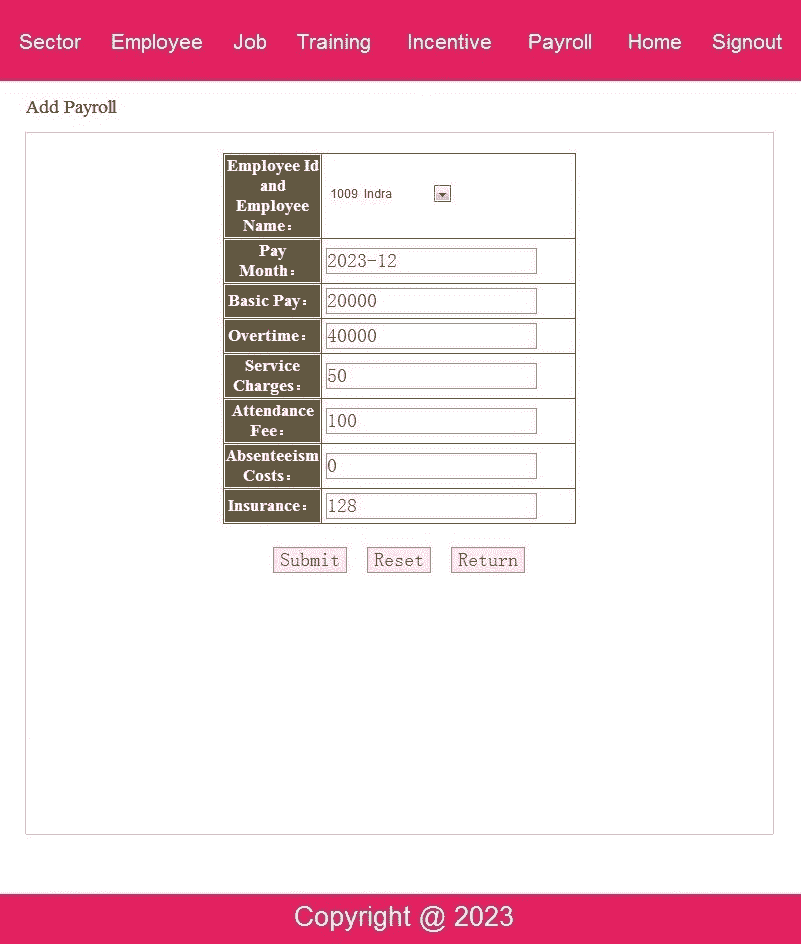 Sector Employee Job Training Incentive Payroll Home Signout
Add Payroll
Employee Id
and
Employee
Name：
1009 Indra
Pay
Month：
2023-12
Basic Pay：
20000
Overtime：
40000
Service
Charges：
50
Attendance
Fee：
100
Absenteeism
Costs：
0
Insurance：
128
Submit Reset Return
Copyright @ 2023